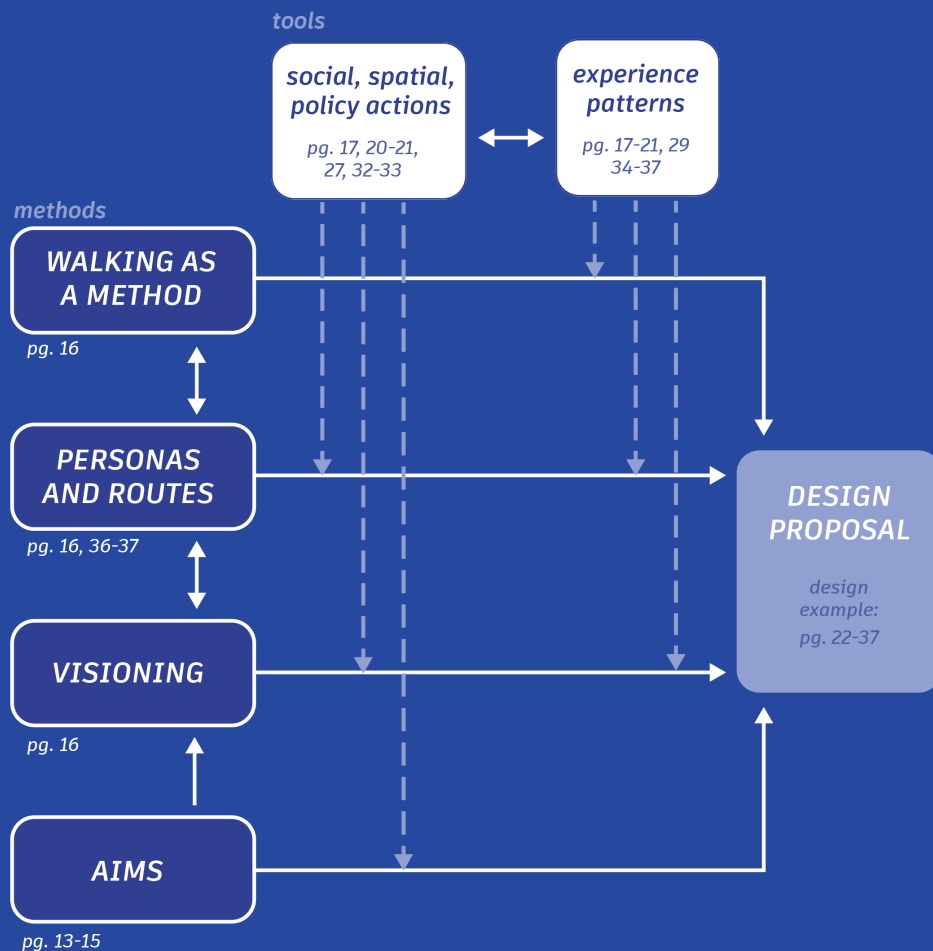 tools
social, spatial,
policy actions
pg. 17, 20-21,
27, 32-33
experience
patterns
pg. 17-21, 29
34-37
methods
WALKING AS
A METHOD
pg. 16
PERSONAS
AND ROUTES
pg. 16, 36-37
VISIONING
pg. 16
AIMS
pg. 13-15
DESIGN
PROPOSAL
design
example:
pg. 22-37